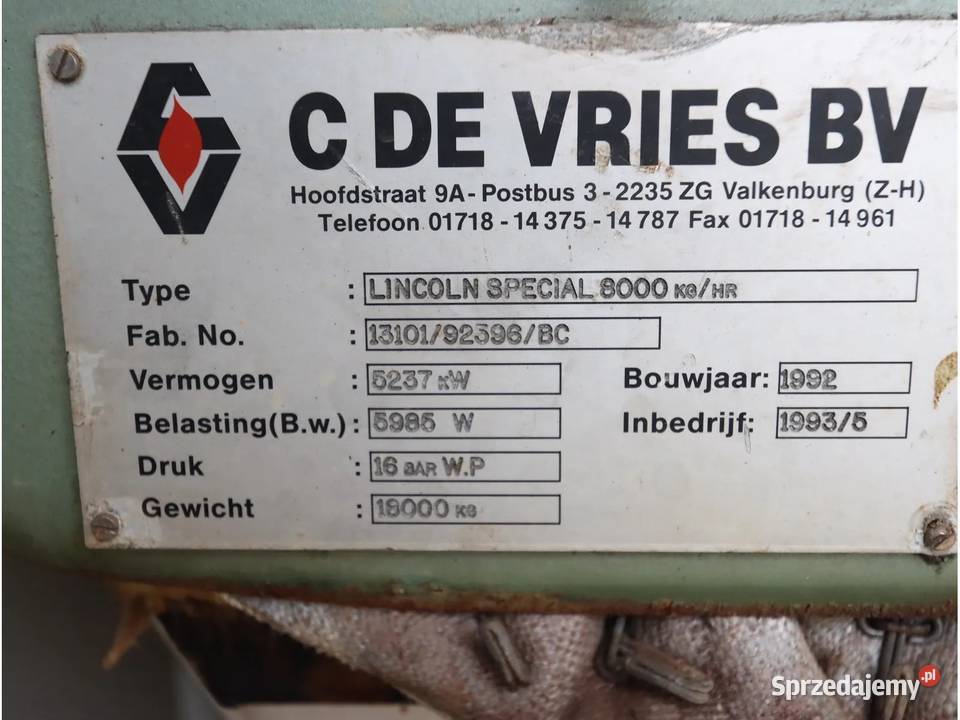 C DE VRIES BV
Hoofdstraat 9A - Postbus 3 - 2235 ZG Valkenburg (Z-H)
Telefoon 01718 - 14 375 - 14 787 Fax 01718 - 14 961
Type : LINCOLN SPECIAL 8000 KG/HR
Fab. No. : 13101/92396/BC
Vermogen : 5237 KW Bouwjaar: 1992
Belasting (B.w.) : 5985 W Inbedrijf: 1993/5
Druk : 16 BAR W.P
Gewicht : 18000 KG
Sprzedajemy.pl